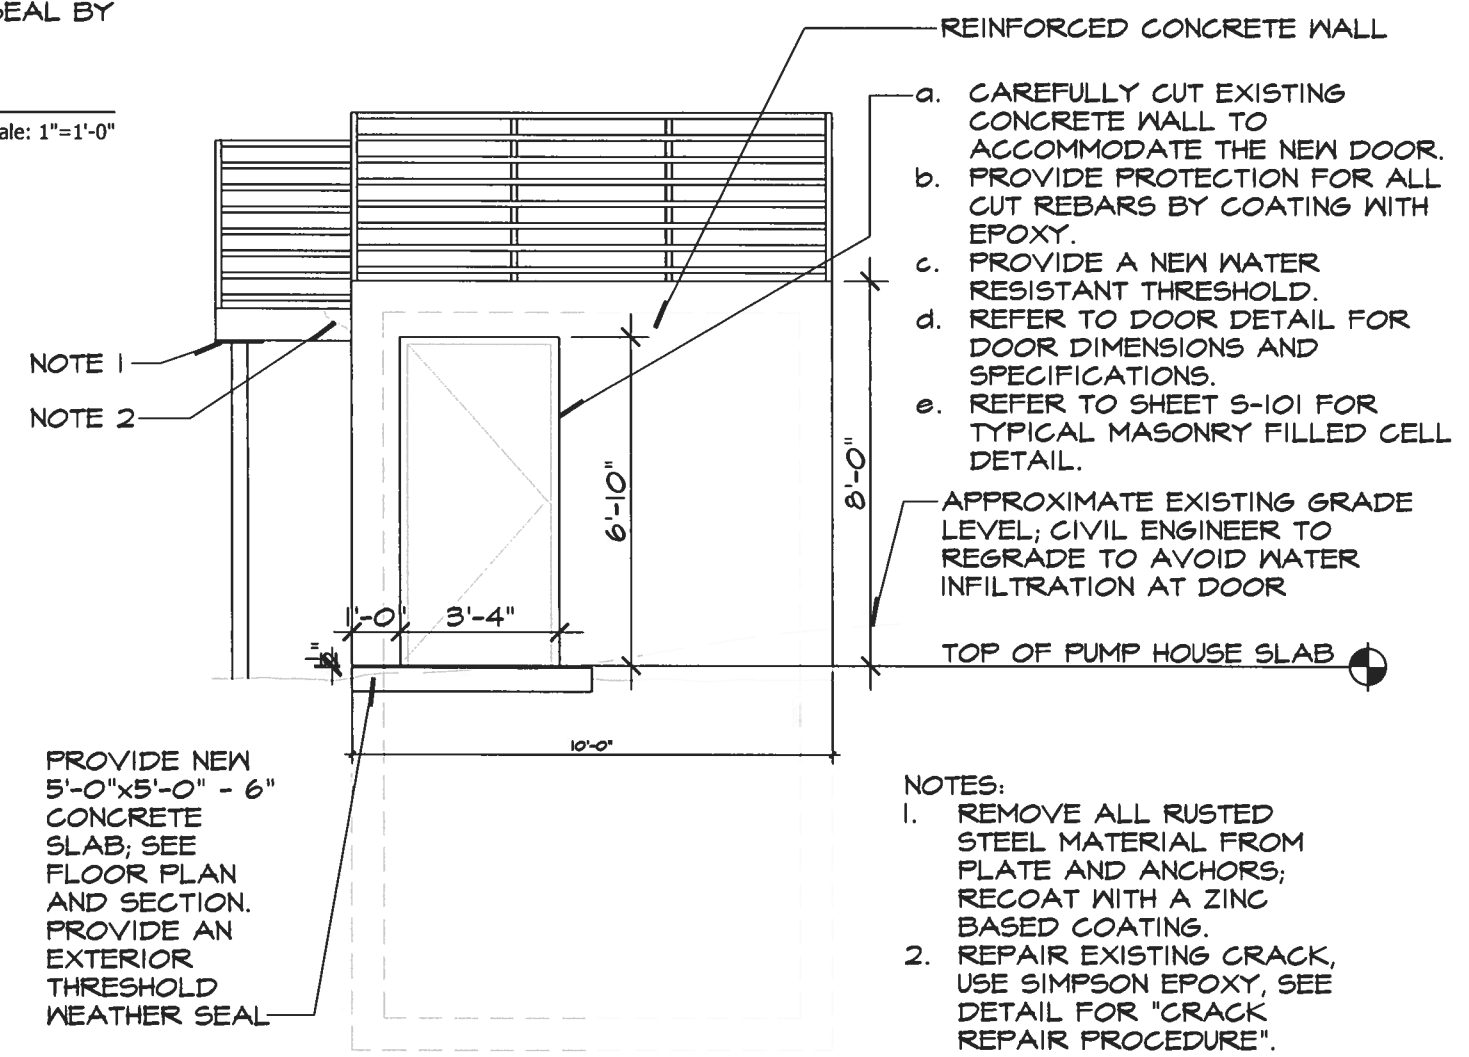 SEAL BY
ale: 1"=1'-0"
REINFORCED CONCRETE WALL
a. CAREFULLY CUT EXISTING
CONCRETE WALL TO
ACCOMMODATE THE NEW DOOR.
b. PROVIDE PROTECTION FOR ALL
CUT REBARS BY COATING WITH
EPOXY.
c. PROVIDE A NEW WATER
RESISTANT THRESHOLD.
d. REFER TO DOOR DETAIL FOR
DOOR DIMENSIONS AND
SPECIFICATIONS.
e. REFER TO SHEET S-101 FOR
TYPICAL MASONRY FILLED CELL
DETAIL.
NOTE 1
NOTE 2
6'-10"
8'-0"
APPROXIMATE EXISTING GRADE
LEVEL; CIVIL ENGINEER TO
REGRADE TO AVOID WATER
INFILTRATION AT DOOR
1'-0"
3'-4"
TOP OF PUMP HOUSE SLAB
10'-0"
PROVIDE NEW
5'-0"x5'-0" - 6"
CONCRETE
SLAB; SEE
FLOOR PLAN
AND SECTION.
PROVIDE AN
EXTERIOR
THRESHOLD
WEATHER SEAL
NOTES:
1. REMOVE ALL RUSTED
STEEL MATERIAL FROM
PLATE AND ANCHORS;
RECOAT WITH A ZINC
BASED COATING.
2. REPAIR EXISTING CRACK,
USE SIMPSON EPOXY, SEE
DETAIL FOR "CRACK
REPAIR PROCEDURE".